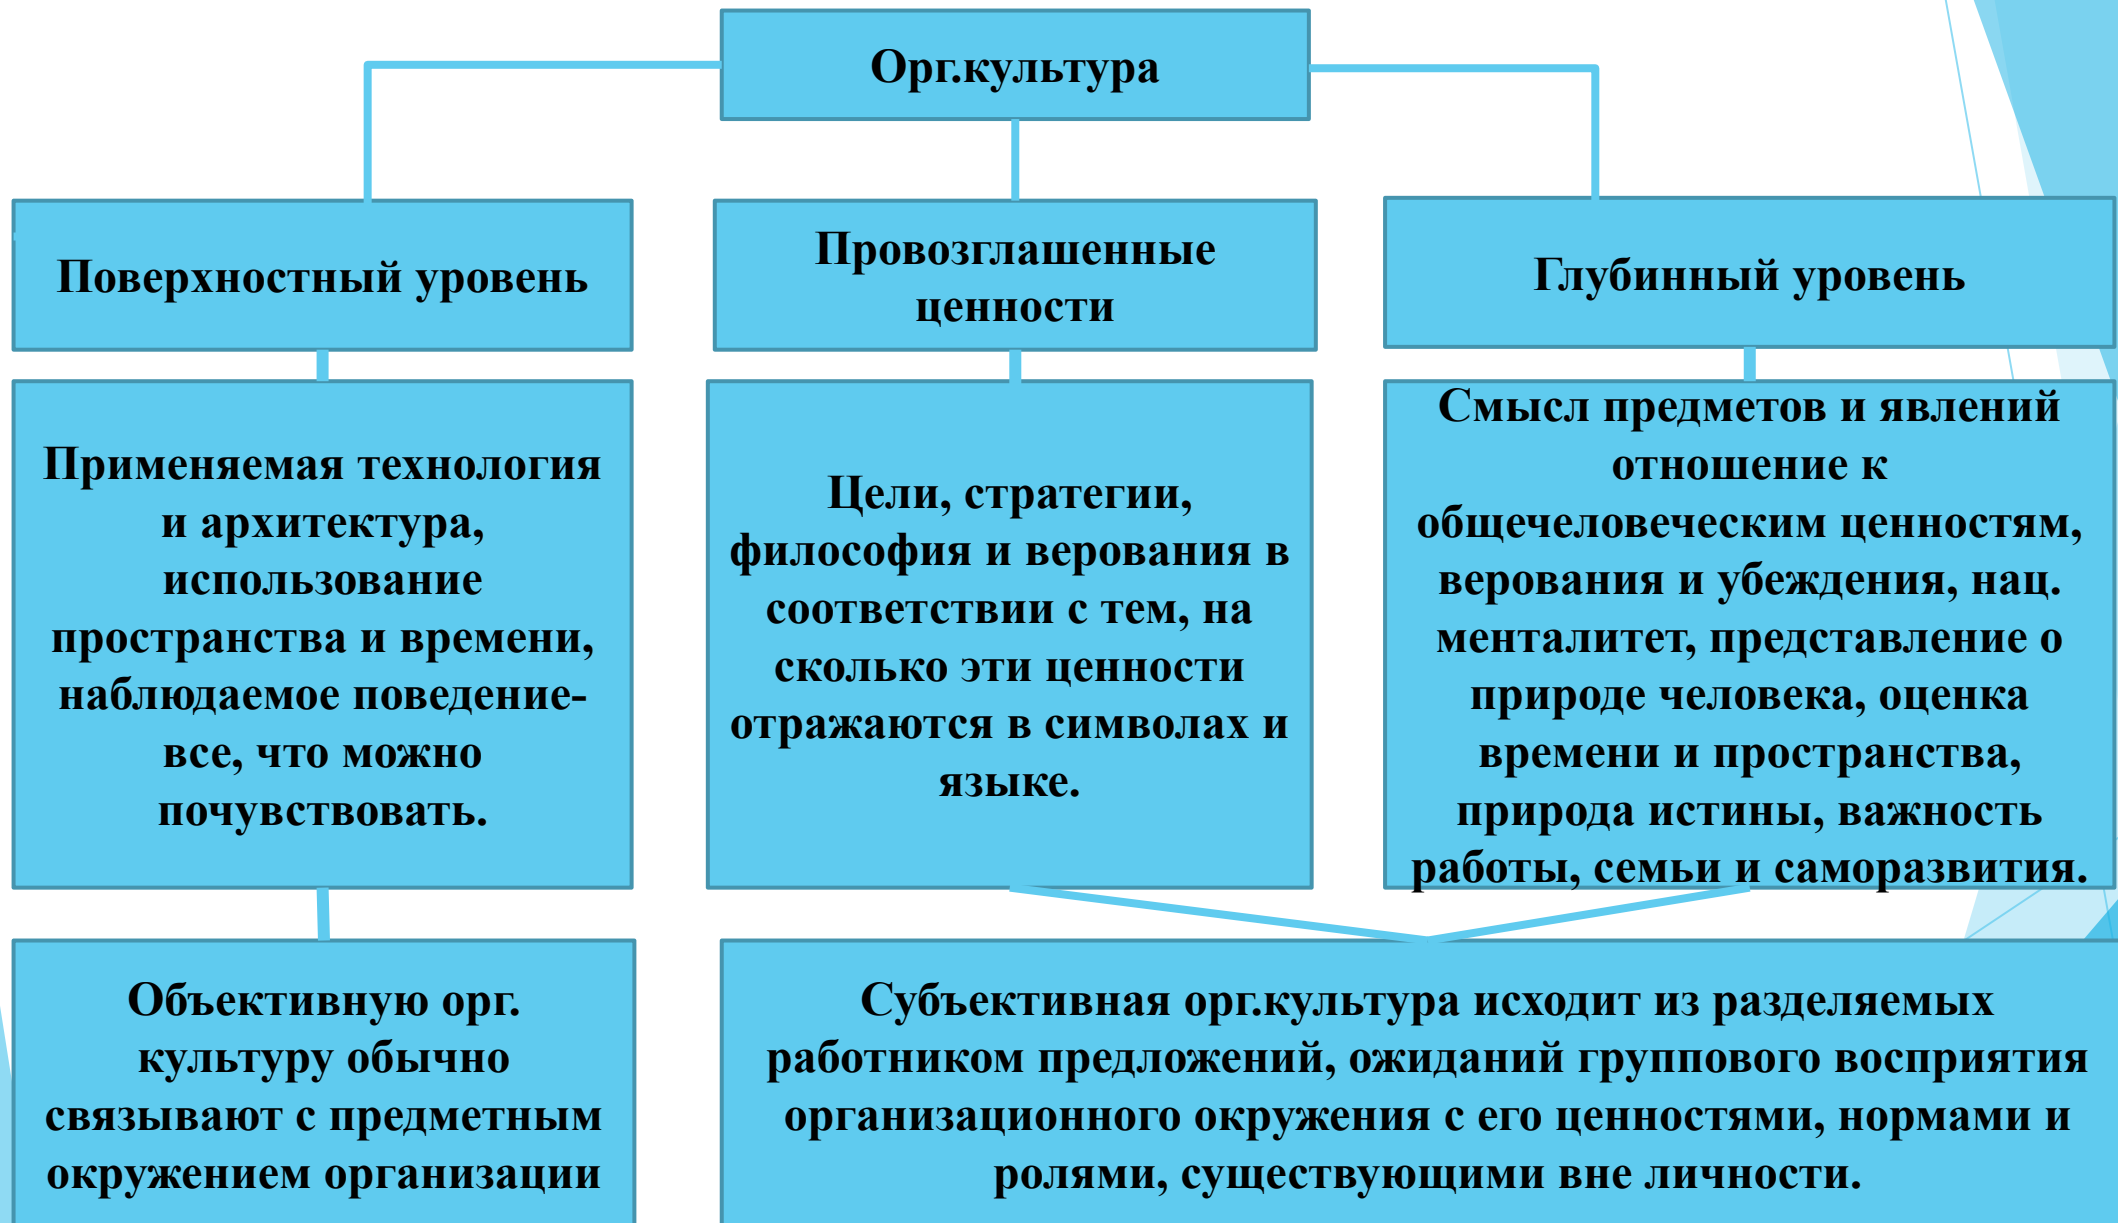 Орг.культура
Поверхностный уровень
Провозглашенные
ценности
Глубинный уровень
Применяемая технология
и архитектура,
использование
пространства и времени,
наблюдаемое поведение-
все, что можно
почувствовать.
Цели, стратегии,
философия и верования в
соответствии с тем, на
сколько эти ценности
отражаются в символах и
языке.
Смысл предметов и явлений
отношение к
общечеловеческим ценностям,
верования и убеждения, нац.
менталитет, представление о
природе человека, оценка
времени и пространства,
природа истины, важность
работы, семьи и саморазвития.
Объективную орг.
культуру обычно
связывают с предметным
окружением организации
Субъективная орг.культура исходит из разделяемых
работником предложений, ожиданий группового восприятия
организационного окружения с его ценностями, нормами и
ролями, существующими вне личности.